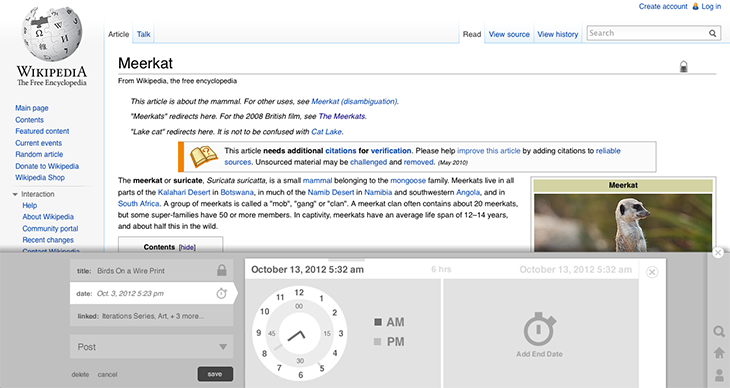 Create account Log in
Article Talk Read View source View history Search
WIKIPEDIA
The Free Encyclopedia
Main page
Contents
Featured content
Current events
Random article
Donate to Wikipedia
Wikipedia Shop
Interaction
Help
About Wikipedia
Community portal
Recent changes
Contact Wikipedia
Meerkat
From Wikipedia, the free encyclopedia
This article is about the mammal. For other uses, see Meerkat (disambiguation).
"Meerkat" redirects here. For the 2008 British film, see The Meerkats.
"Lake cat" redirects here. It is not to be confused with Cat Lake.
This article needs additional citations for verification. Please help improve this article by adding citations to reliable
sources. Unsourced material may be challenged and removed. (May 2010)
The meerkat or suricate, Suricata suricatta, is a small mammal belonging to the mongoose family. Meerkats live in all
parts of the Kalahari Desert in Botswana, in much of the Namib Desert in Namibia and southwestern Angola, and in
South Africa. A group of meerkats is called a "mob", "gang" or "clan". A meerkat clan often contains about 20 meerkats,
but some super-families have 50 or more members. In captivity, meerkats have an average life span of 12–14 years,
and about half this in the wild.
Contents [hide]
Meerkat
title: Birds On a Wire Print
date: Oct. 3, 2012 5:23 pm
linked: Iterations Series, Art, + 3 more...
Post
delete cancel save
October 13, 2012 5:32 am 6 hrs October 13, 2012 5:32 am
12
11 1
00
10 2
9 45 15 3
8 4
30
7 5
6
AM
PM
Add End Date